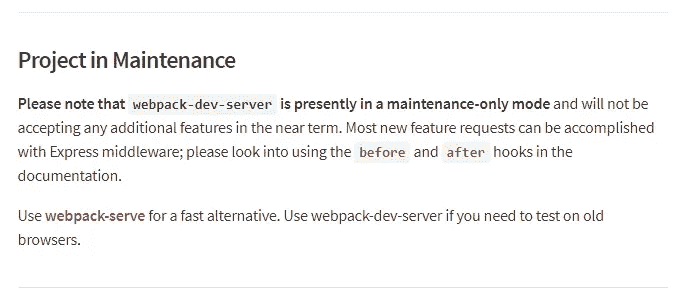 Project in Maintenance
Please note that webpack-dev-server is presently in a maintenance-only mode and will not be
accepting any additional features in the near term. Most new feature requests can be accomplished
with Express middleware; please look into using the before and after hooks in the
documentation.
Use webpack-serve for a fast alternative. Use webpack-dev-server if you need to test on old
browsers.